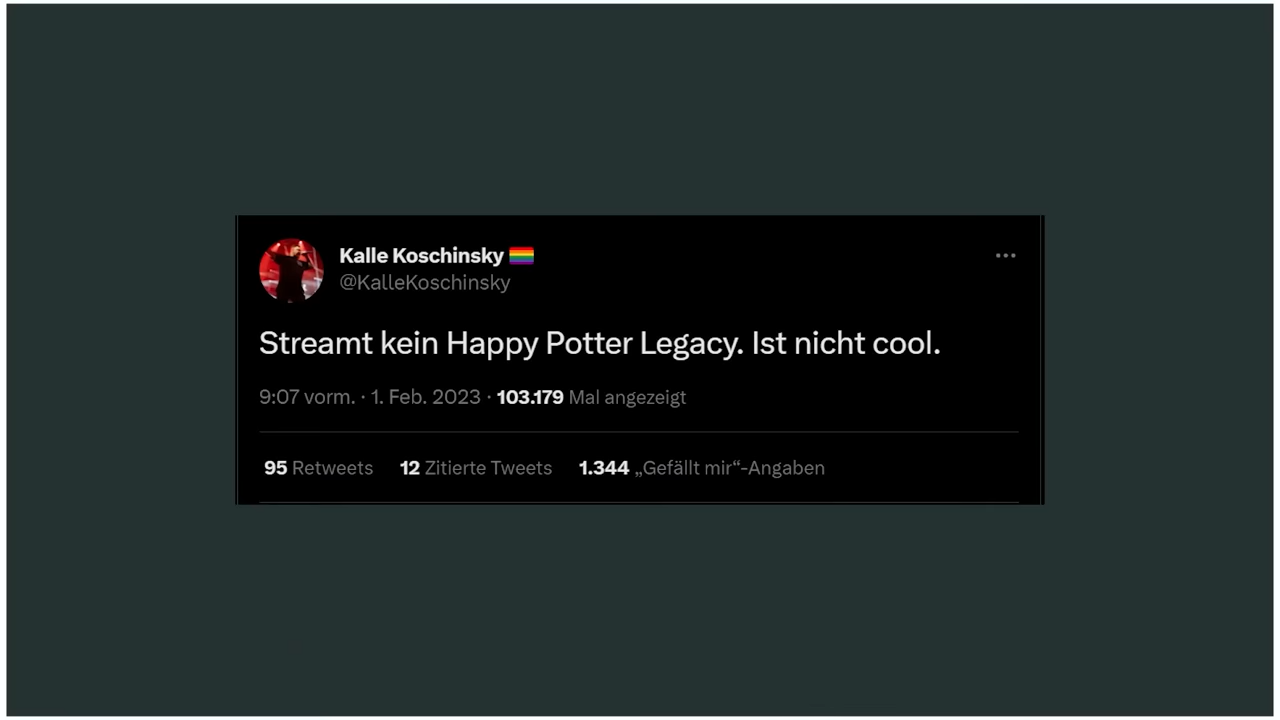 Kalle Koschinsky 🏳️‍🌈
@KalleKoschinsky
Streamt kein Happy Potter Legacy. Ist nicht cool.
9:07 vorm. · 1. Feb. 2023 · 103.179 Mal angezeigt
95 Retweets 12 Zitierte Tweets 1.344 „Gefällt mir“-Angaben